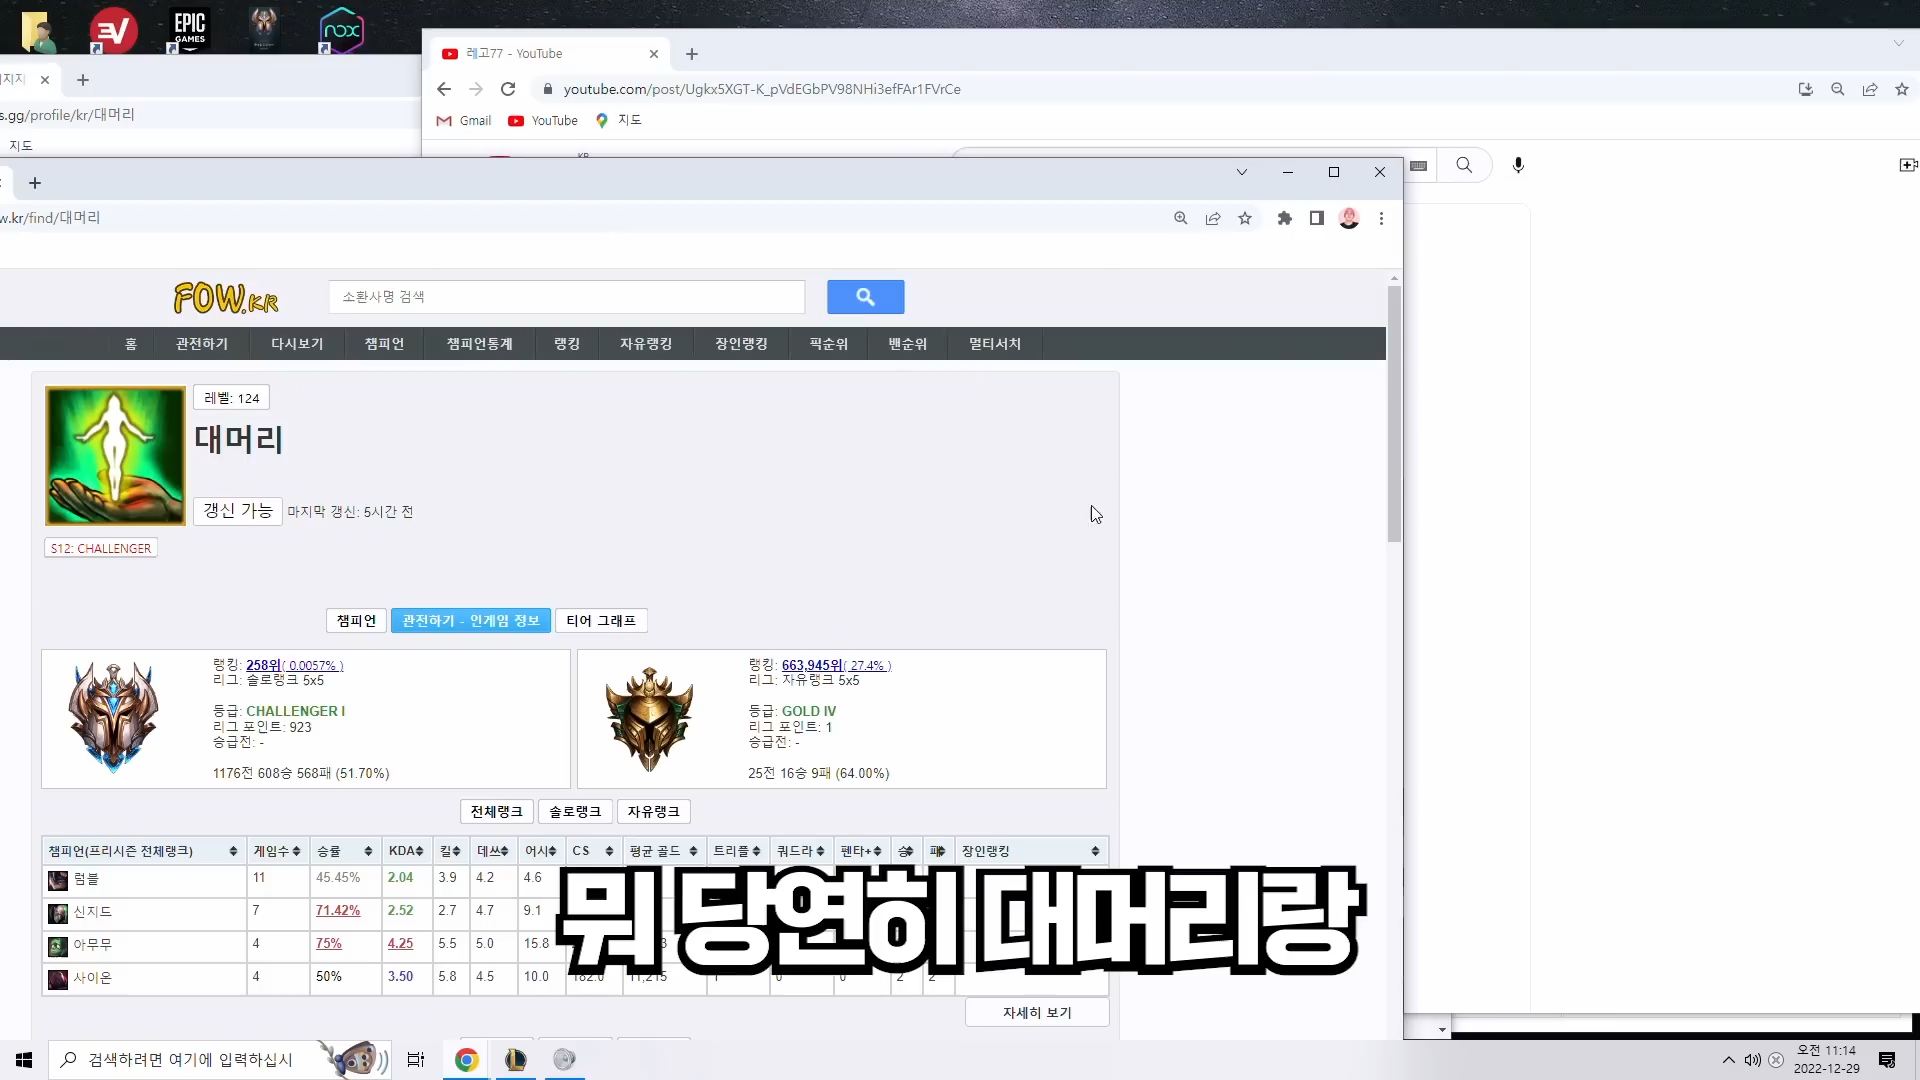 EPIC
GAMES
nox
지지
s.gg/profile/kr/대머리
지도
레고77 - YouTube
youtube.com/post/Ugkx5XGT-K_pVdEGbPV98NHi3efFAr1FVrCe
Gmail YouTube 지도
KR
w.kr/find/대머리
FOW.KR
소환사명 검색
홈 관전하기 다시보기 챔피언 챔피언통계 랭킹 자유랭킹 장인랭킹 픽순위 밴순위 멀티서치
레벨: 124
대머리
갱신 가능 마지막 갱신: 5시간 전
S12: CHALLENGER
챔피언 관전하기 - 인게임 정보 티어 그래프
랭킹: 258위( 0.0057% )
리그: 솔로랭크 5x5
등급: CHALLENGER I
리그 포인트: 923
승급전: -
1176전 608승 568패 (51.70%)
랭킹: 663,945위( 27.4% )
리그: 자유랭크 5x5
등급: GOLD IV
리그 포인트: 1
승급전: -
25전 16승 9패 (64.00%)
전체랭크 솔로랭크 자유랭크
챔피언(프리시즌 전체랭크) 게임수 승률 KDA 킬 데쓰 어시 CS 평균 골드 트리플 쿼드라 펜타+ 승 패 장인랭킹
럼블 11 45.45% 2.04 3.9 4.2 4.6
신지드 7 71.42% 2.52 2.7 4.7 9.1
아무무 4 75% 4.25 5.5 5.0 15.8
사이온 4 50% 3.50 5.8 4.5 10.0 182.0 11,215 1 0 0 2 2
뭐 당연히 대머리랑
자세히 보기
검색하려면 여기에 입력하십시
오전 11:14
2022-12-29